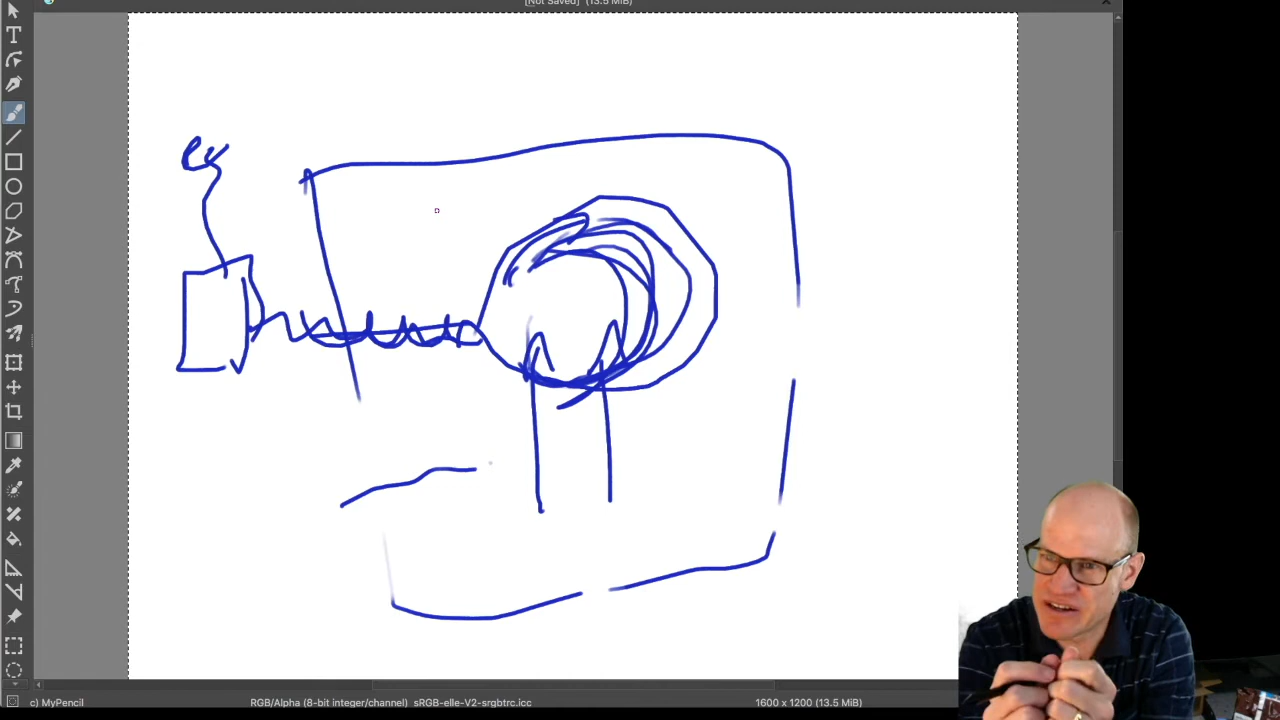 [Not Saved] (13.5 MiB)
ev
c) MyPencil RGB/Alpha (8-bit integer/channel) sRGB-elle-V2-srgbtrc.icc 1600 x 1200 (13.5 MiB)